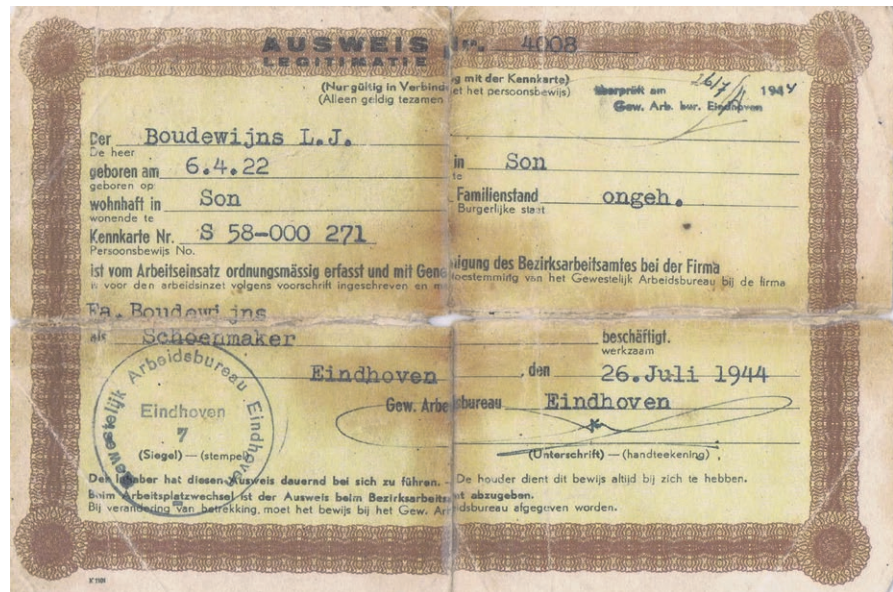 AUSWEIS Nr. 4008
LEGITIMATIE
(Nur gültig in Verbindung mit der Kennkarte)
(Alleen geldig tezamen met het persoonsbewijs)
überprüft am 26/7 1944
Gew. Arb. bur. Eindhoven
Der Boudewijns L.J.
De heer
geboren am 6.4.22 in Son
geboren op te
wohnhaft in Son Familienstand ongeh.
wonende te Burgerlijke staat
Kennkarte Nr. S 58-000 271
Persoonsbewijs No.
ist vom Arbeitseinsatz ordnungsmässig erfasst und mit Genehmigung des Bezirksarbeitsamtes bei der Firma
is voor den arbeidsinzet volgens voorschrift ingeschreven en met toestemming van het Gewestelijk Arbeidsbureau bij de firma
Fa. Boudewijns
als Schoenmaker beschäftigt.
werkzaam
Eindhoven , den 26.Juli 1944
Gew. Arbeidsbureau Eindhoven
Gewestelijk Arbeidsbureau Eindhoven
Eindhoven
7
(Siegel) — (stempel) (Unterschrift) — (handteekening)
Der Inhaber hat diesen Ausweis dauernd bei sich zu führen. - De houder dient dit bewijs altijd bij zich te hebben.
Beim Arbeitsplatzwechsel ist der Ausweis beim Bezirksarbeitsamt abzugeben.
Bij verandering van betrekking, moet het bewijs bij het Gew. Arbeidsbureau afgegeven worden.